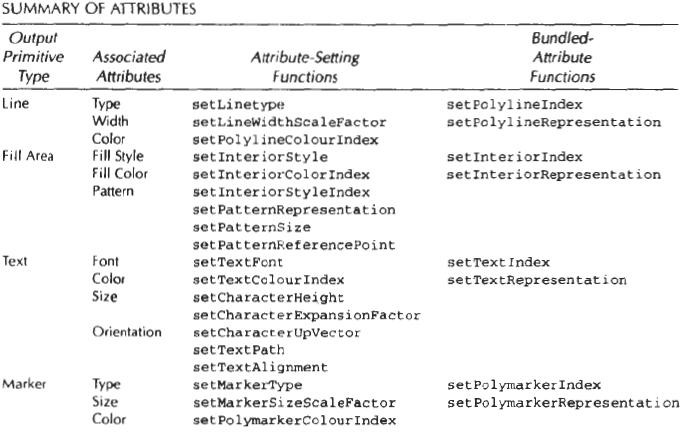 SUMMARY OF ATTRIBUTES
Output Bundled-
Primitive Associated Attribute-Setting Attribute
Type Attributes Functions Functions
Line Type setLinetype setPolylineIndex
Width setLineWidthScaleFactor setPolylineRepresentation
Color setPolylineColourIndex
Fill Area Fill Style setInteriorStyle setInteriorIndex
Fill Color setInteriorColorIndex setInteriorRepresentation
Pattern setInteriorStyleIndex
setPatternRepresentation
setPatternSize
setPatternReferencePoint
Text Font setTextFont setTextIndex
Color setTextColourIndex setTextRepresentation
Size setCharacterHeight
setCharacterExpansionFactor
Orientation setCharacterUpVector
setTextPath
setTextAlignment
Marker Type setMarkerType setPolymarkerIndex
Size setMarkerSizeScaleFactor setPolymarkerRepresentation
Color setPolymarkerColourIndex